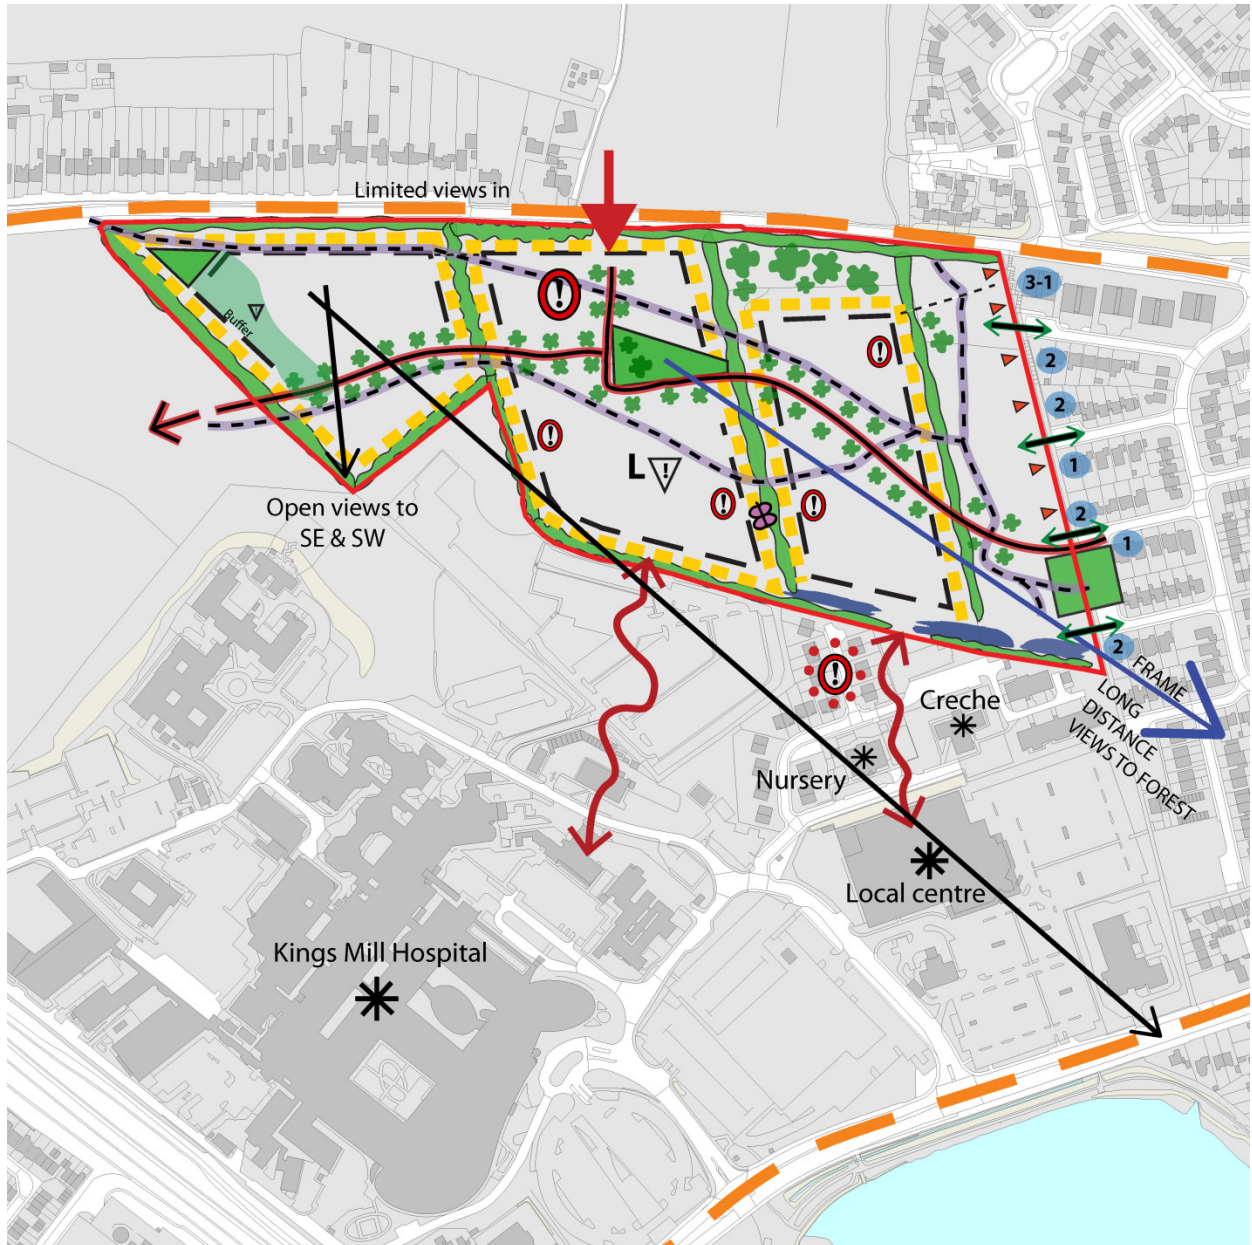 Limited views in
3-1
!
Buffer
!
!
2
2
!
L
!
1
Open views to
SE & SW
!
!
2
1
2
!
FRAME
LONG
DISTANCE
VIEWS TO FOREST
Creche
Nursery
Local centre
Kings Mill Hospital